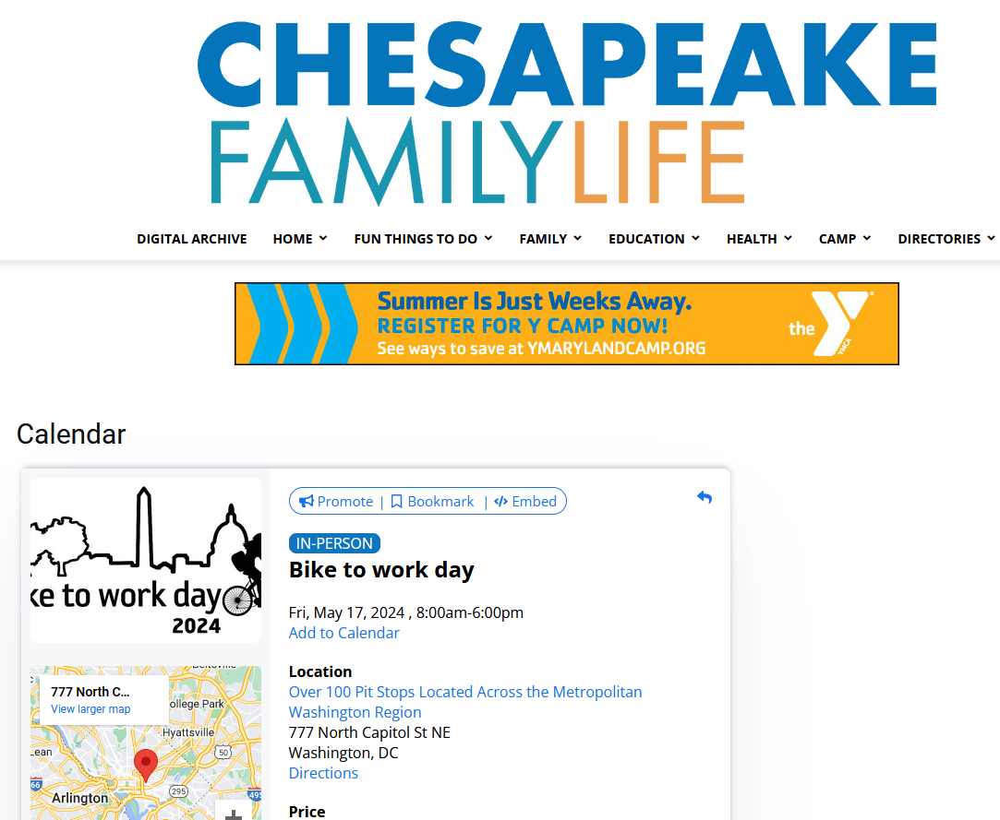 CHESAPEAKE
FAMILYLIFE
DIGITAL ARCHIVE HOME FUN THINGS TO DO FAMILY EDUCATION HEALTH CAMP DIRECTORIES
Summer Is Just Weeks Away.
REGISTER FOR Y CAMP NOW!
See ways to save at YMARYLANDCAMP.ORG
the Y
YMCA
Calendar
ke to work day
2024
Promote | Bookmark | Embed
IN-PERSON
Bike to work day
Fri, May 17, 2024 , 8:00am-6:00pm
Add to Calendar
Location
Over 100 Pit Stops Located Across the Metropolitan
Washington Region
777 North Capitol St NE
Washington, DC
Directions
Price
777 North C...
View larger map
ollege Park
Hyattsville
50
Lean
66
295
495
Arlington